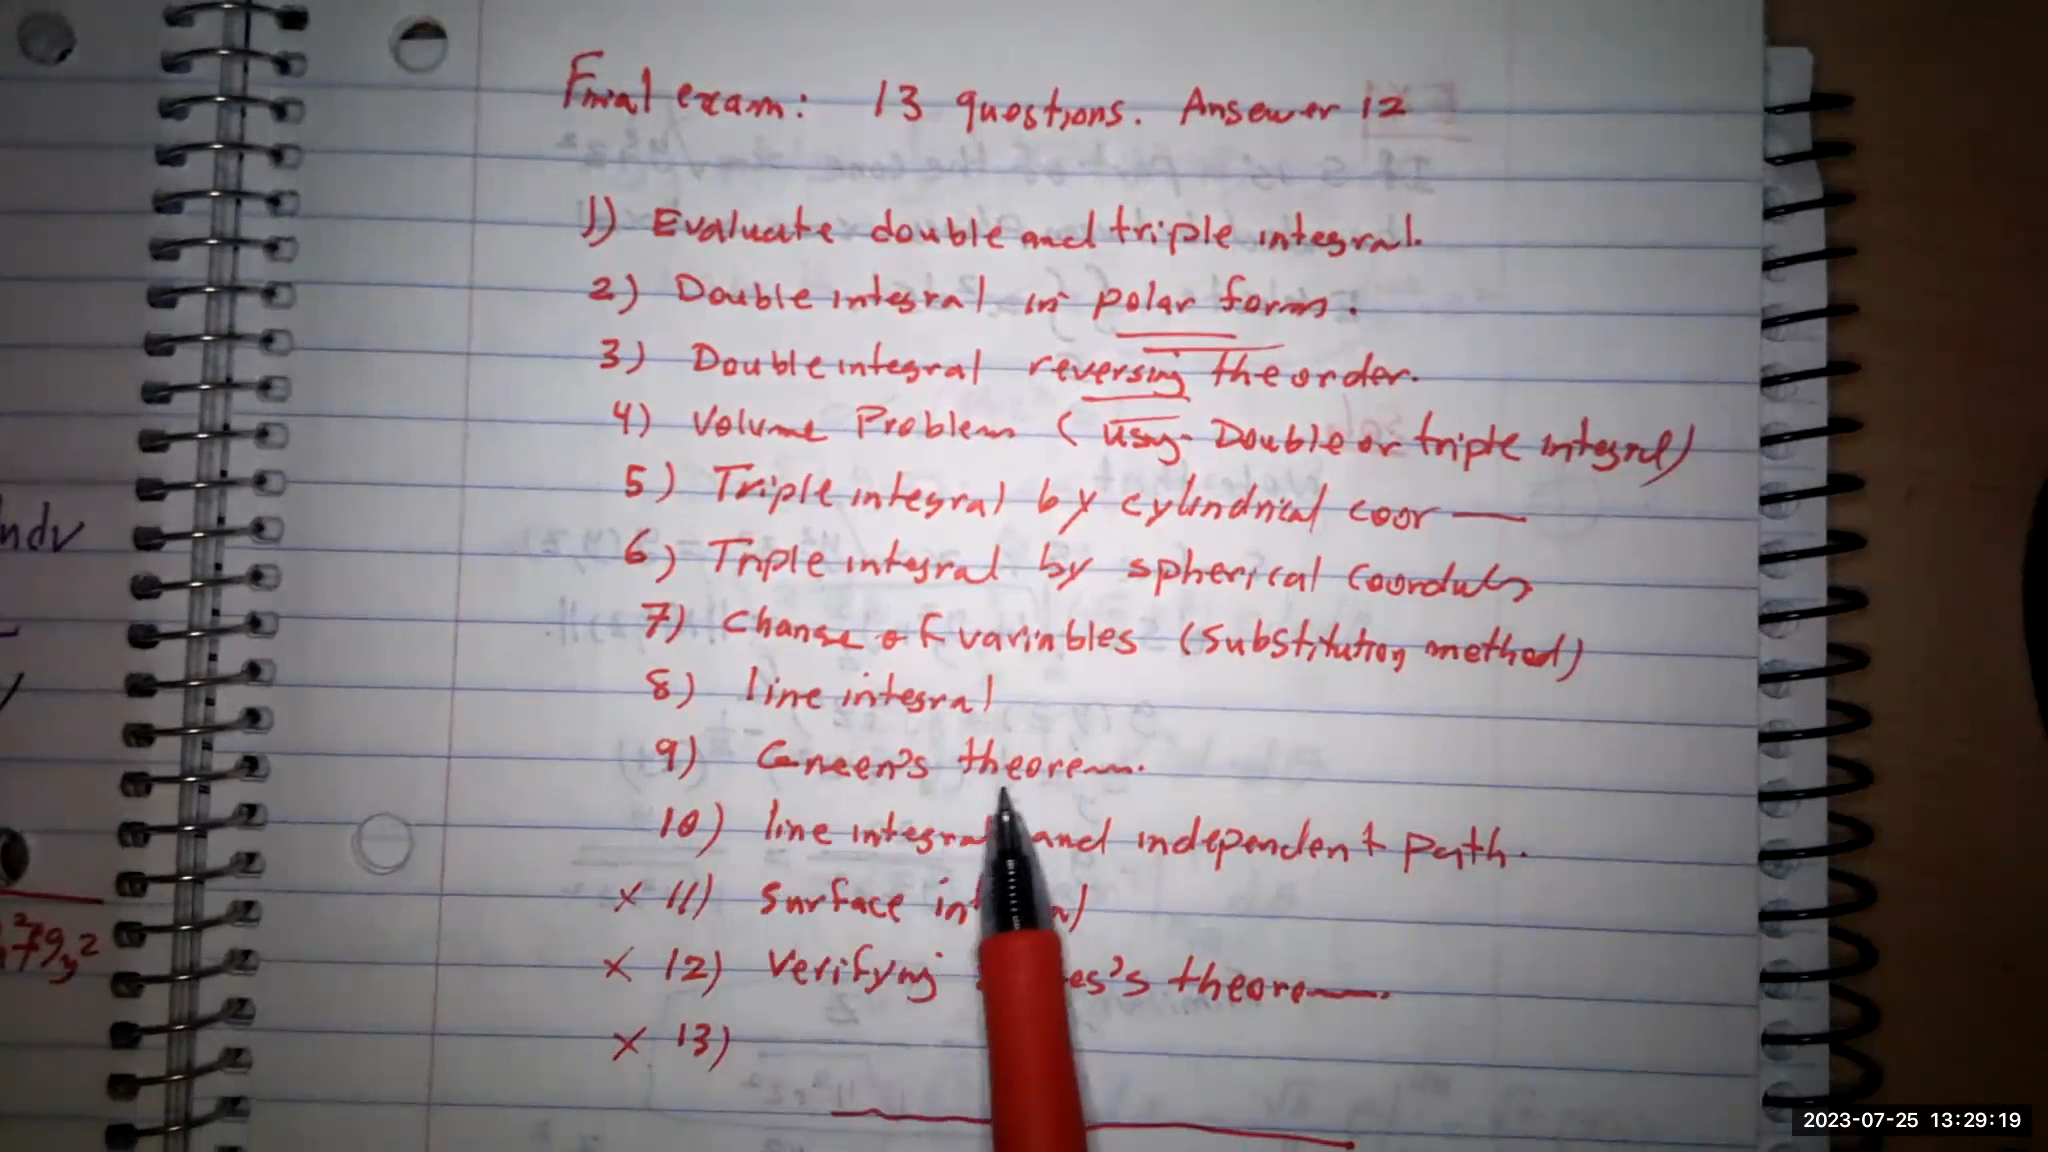 Final exam: 13 questions. Ansewer 12
1) Evaluate double and triple integral.
2) Double integral in polar form.
3) Double integral reversing the order.
4) Volume Problem (using Double or triple integral)
5) Triple integral by cylindrical coor
6) Triple integral by spherical
7) Change of variables (substitution method)
8) line integral
9) Green's theorem.
10) line integral and independent path.
x 11) surface
x 12) Verifying theorem.
x 13)
ndv
2023-07-25 13:29:19